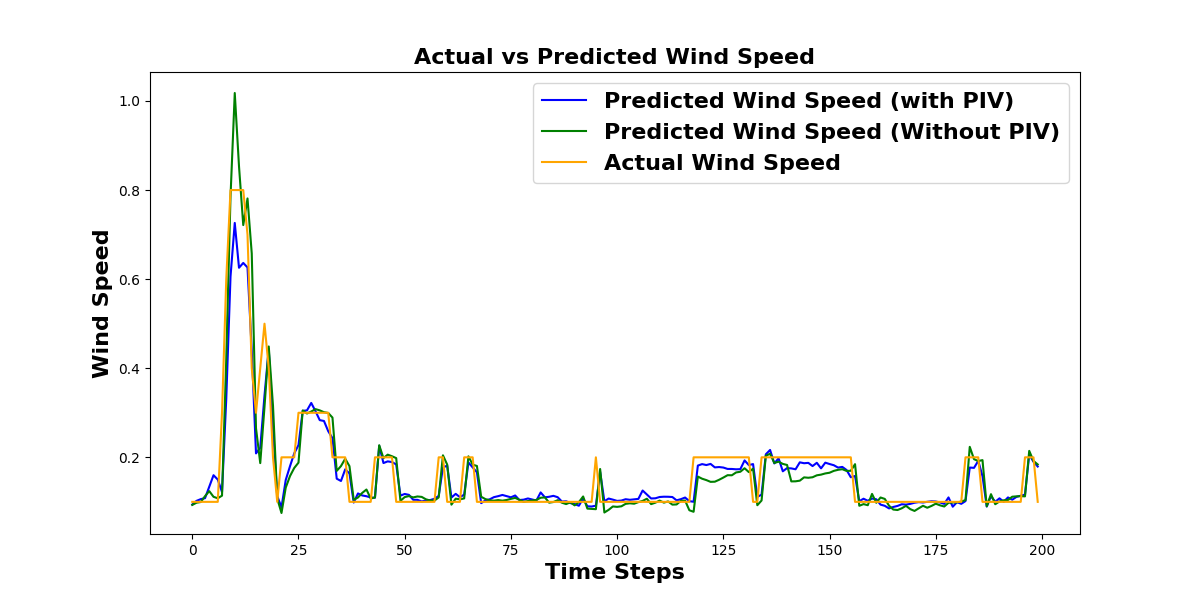 Actual vs Predicted Wind Speed
Predicted Wind Speed (with PIV)
Predicted Wind Speed (Without PIV)
Actual Wind Speed
Wind Speed
1.0
0.8
0.6
0.4
0.2
0 25 50 75 100 125 150 175 200
Time Steps